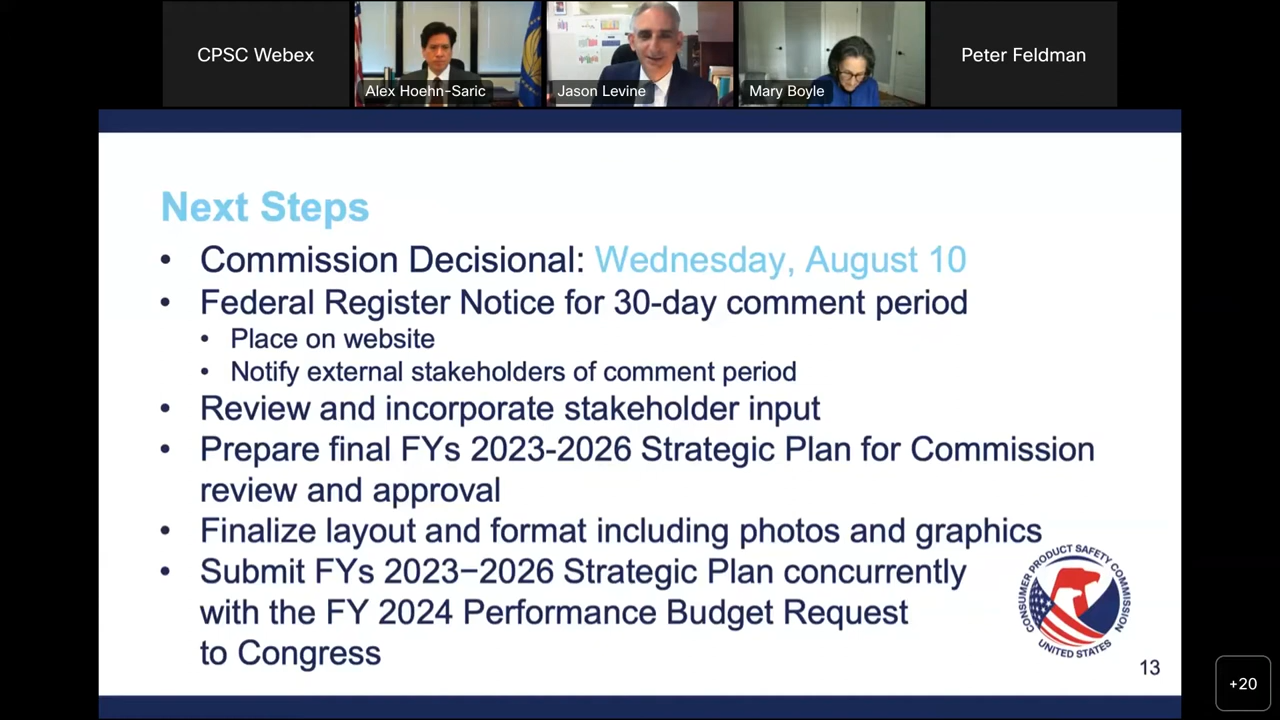 CPSC Webex
Alex Hoehn-Saric
Jason Levine
Mary Boyle
Peter Feldman
Next Steps
• Commission Decisional: Wednesday, August 10
• Federal Register Notice for 30-day comment period
• Place on website
• Notify external stakeholders of comment period
• Review and incorporate stakeholder input
• Prepare final FYs 2023-2026 Strategic Plan for Commission
review and approval
• Finalize layout and format including photos and graphics
• Submit FYs 2023–2026 Strategic Plan concurrently
with the FY 2024 Performance Budget Request
to Congress
CONSUMER PRODUCT SAFETY COMMISSION
UNITED STATES
13
+20